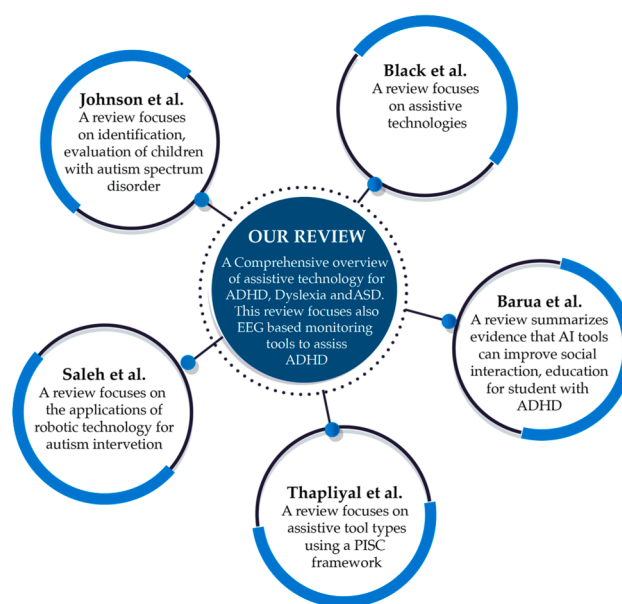 Johnson et al.
A review focuses
on identification,
evaluation of children
with autism spectrum
disorder
Black et al.
A review focuses
on assistive
technologies
OUR REVIEW
A Comprehensive overview
of assistive technology for
ADHD, Dyslexia andASD.
This review focuses also
EEG based monitoring
tools to assiss
ADHD
Barua et al.
A review summarizes
evidence that AI tools
can improve social
interaction, education
for student with
ADHD
Saleh et al.
A review focuses on
the applications of
robotic technology for
autism intervetion
Thapliyal et al.
A review focuses on
assistive tool types
using a PISC
framework